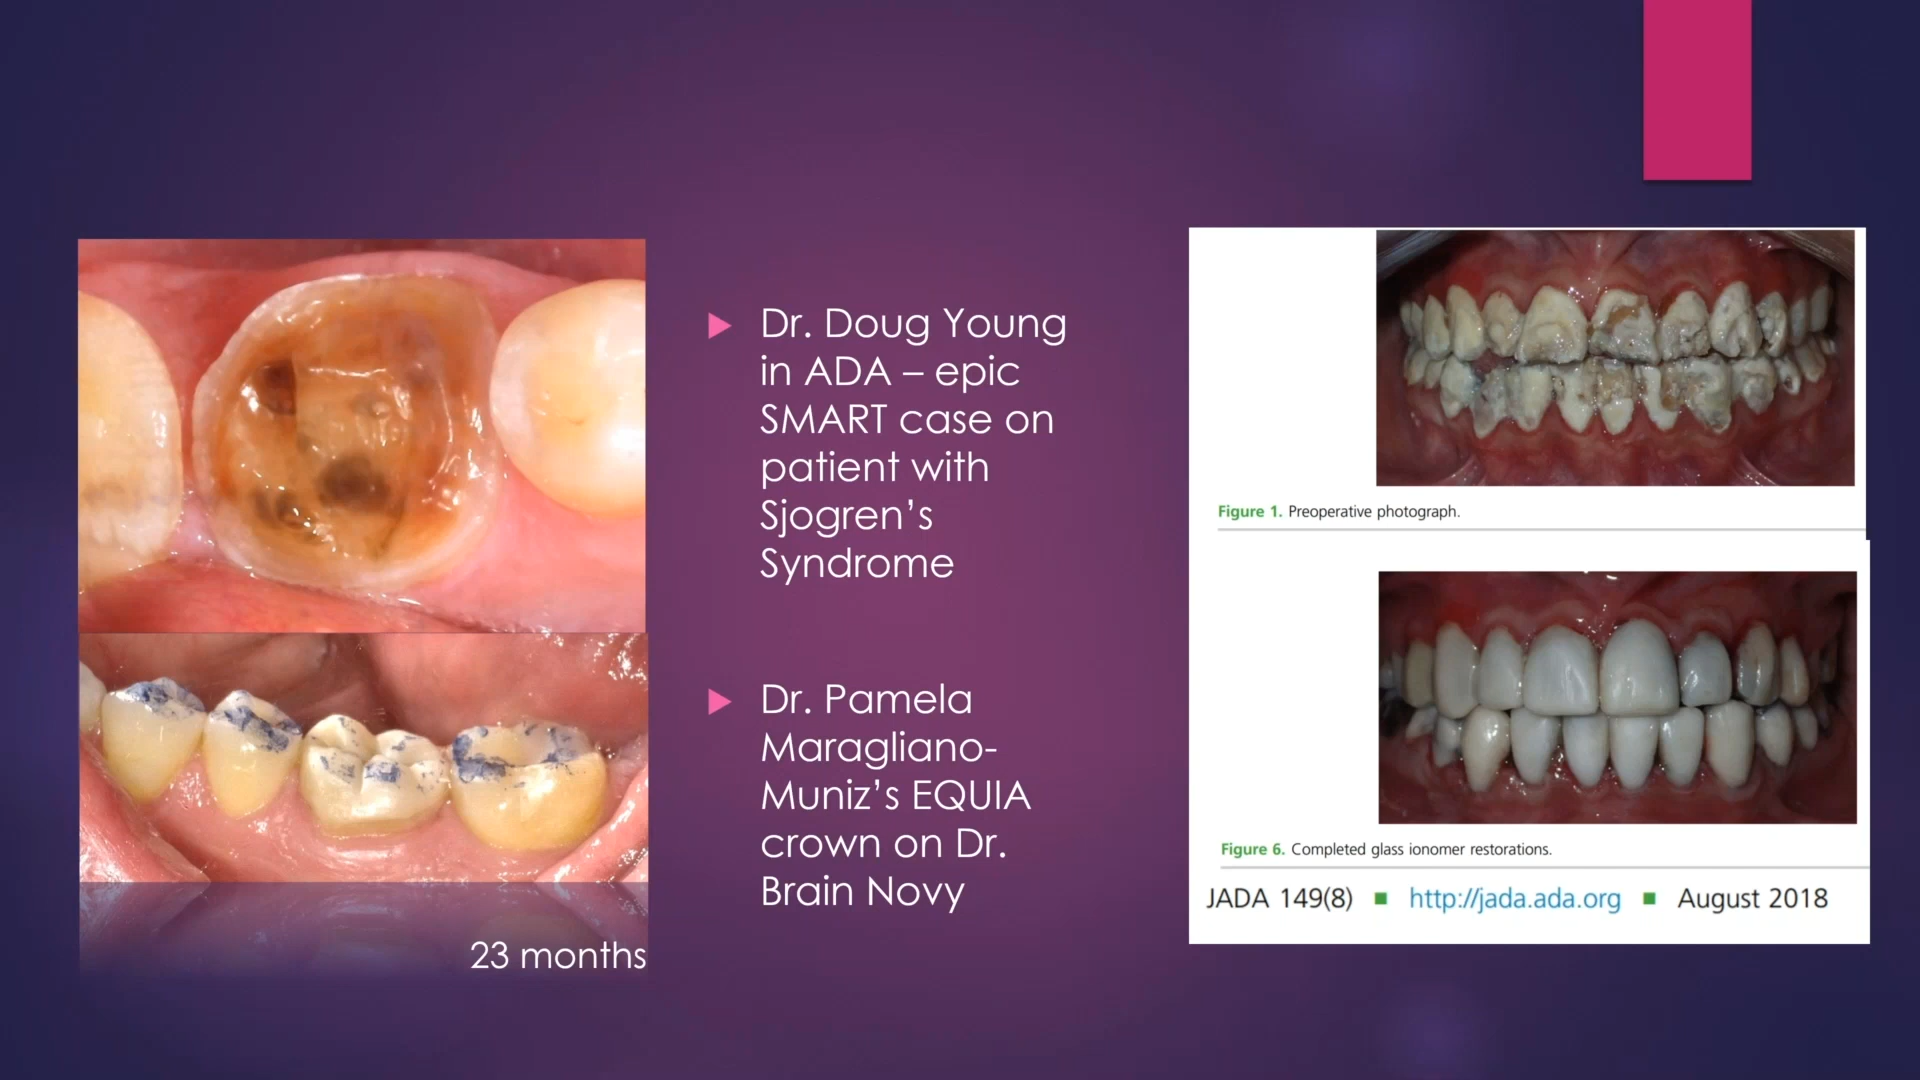 Dr. Doug Young
in ADA – epic
SMART case on
patient with
Sjogren’s
Syndrome
Dr. Pamela
Maragliano-
Muniz’s EQUIA
crown on Dr.
Brain Novy
23 months
Figure 1. Preoperative photograph.
Figure 6. Completed glass ionomer restorations.
JADA 149(8) ■ http://jada.ada.org ■ August 2018